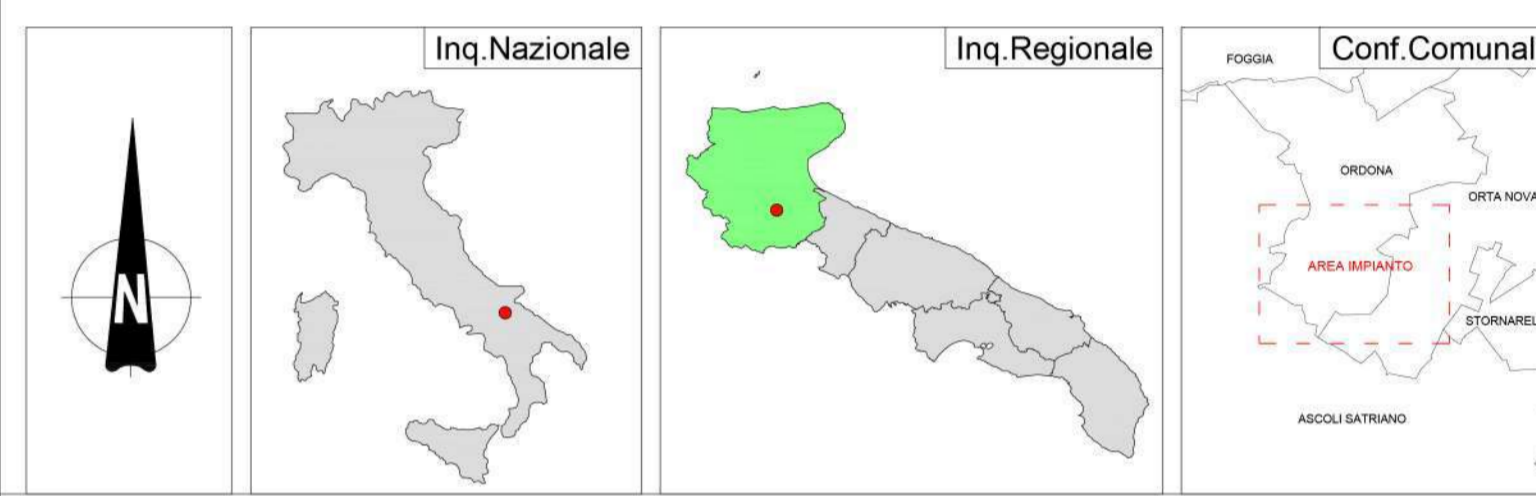 Inq.Nazionale
Inq.Regionale
Conf.Comunal
FOGGIA
ORDONA
ORTA NOVA
AREA IMPIANTO
STORNAREL
ASCOLI SATRIANO
N